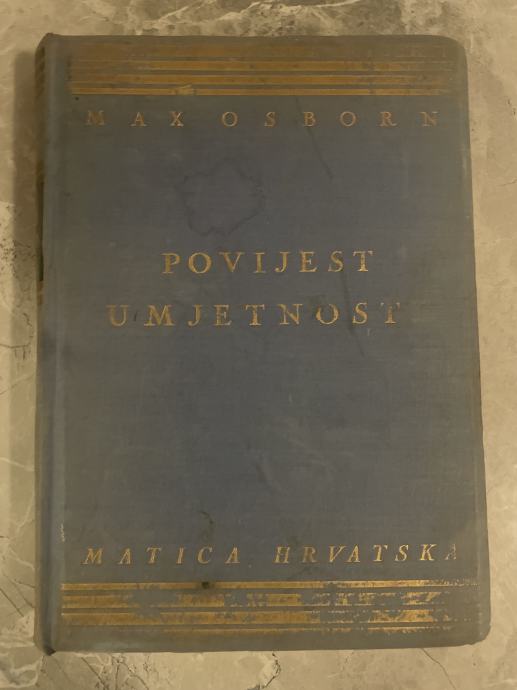 MAX OSBORN
POVIJEST
UMJETNOST
MATICA HRVATSKA